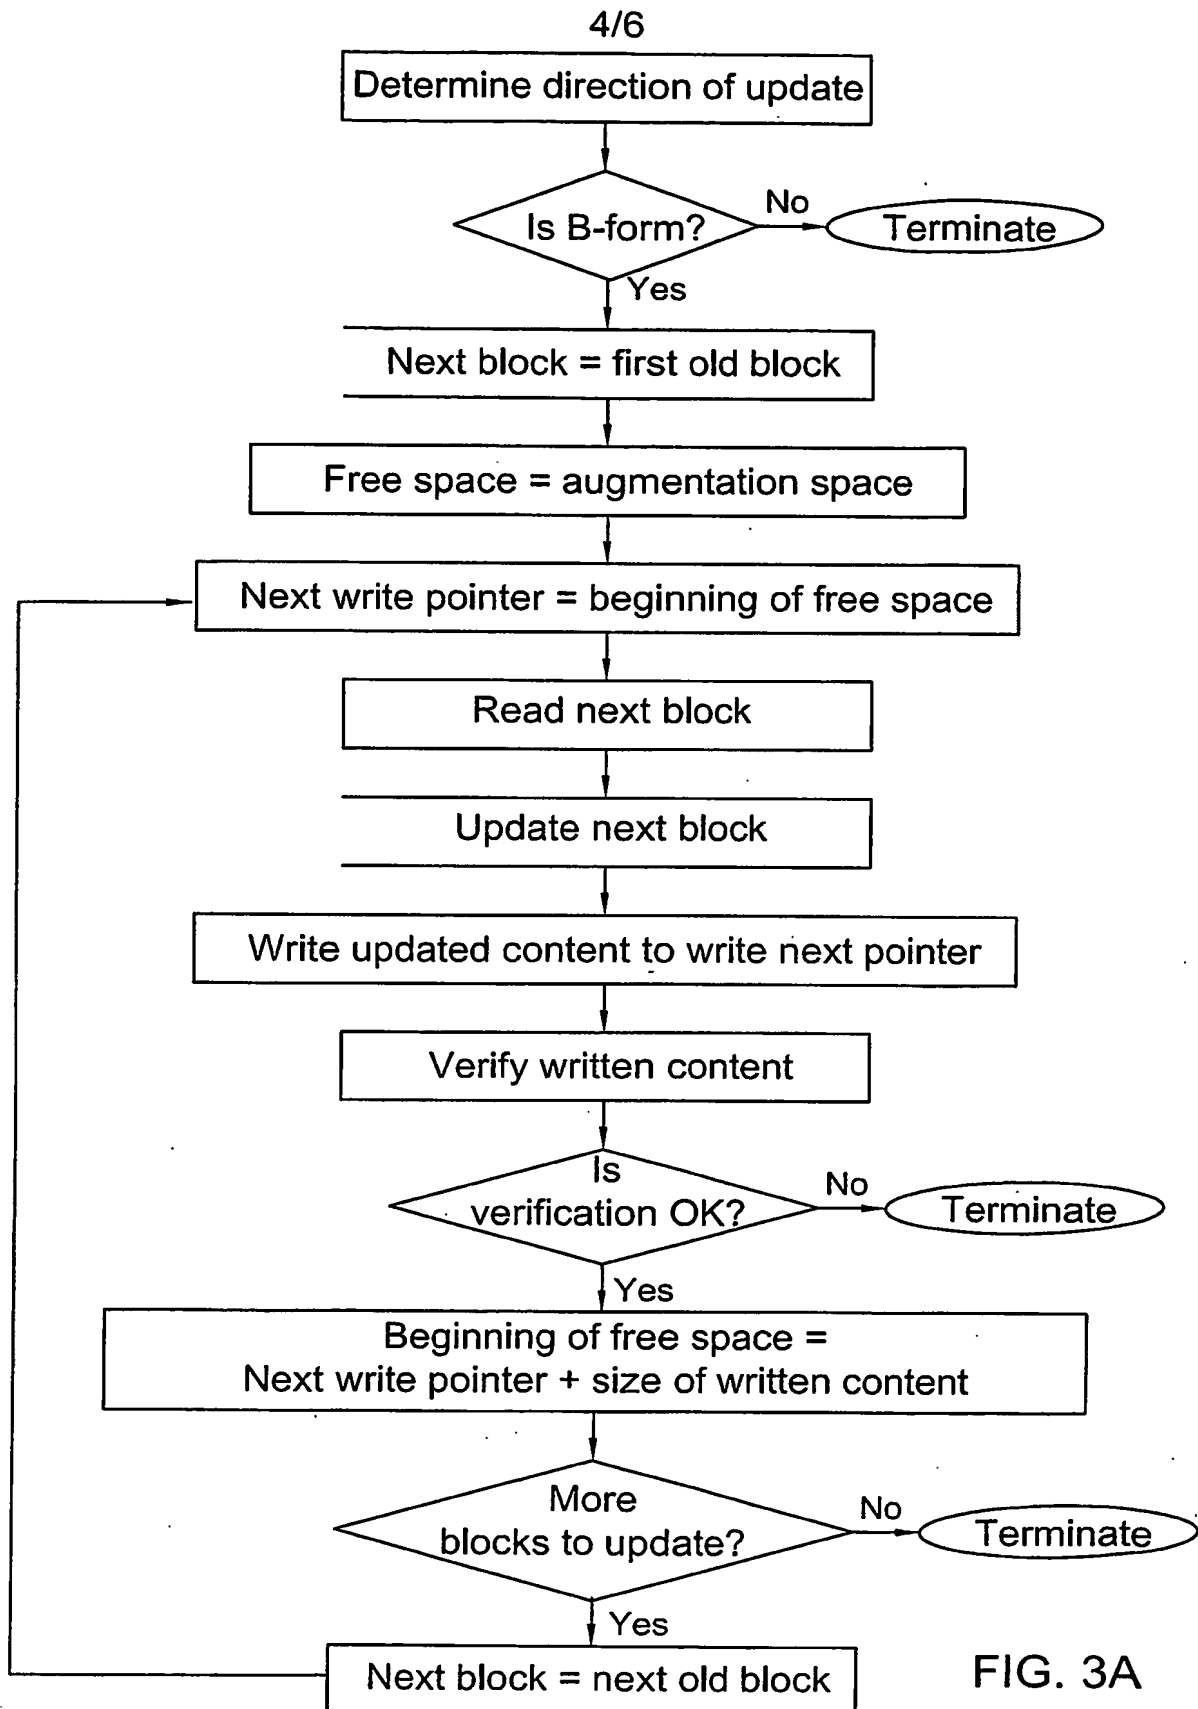 4/6
Determine direction of update
Is B-form?
No
Terminate
Yes
Next block = first old block
Free space = augmentation space
Next write pointer = beginning of free space
Read next block
Update next block
Write updated content to write next pointer
Verify written content
Is
verification OK?
No
Terminate
Yes
Beginning of free space =
Next write pointer + size of written content
More
blocks to update?
No
Terminate
Yes
Next block = next old block
FIG. 3A